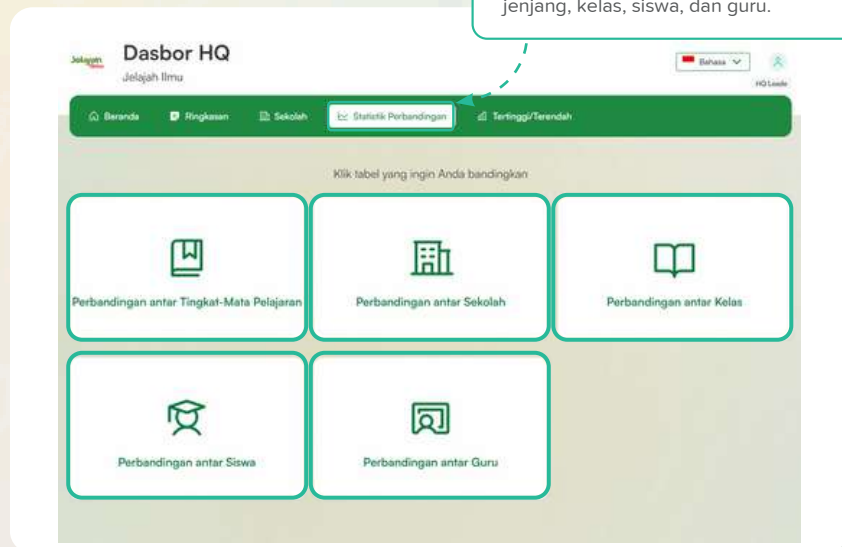 jenjang, kelas, siswa, dan guru.
Jelajah
Dasbor HQ
Jelajah Ilmu
Bahasa
HQ Leads
Beranda
Ringkasan
Sekolah
Statistik Perbandingan
Tertinggi/Terendah
Klik tabel yang ingin Anda bandingkan
Perbandingan antar Tingkat-Mata Pelajaran
Perbandingan antar Sekolah
Perbandingan antar Kelas
Perbandingan antar Siswa
Perbandingan antar Guru